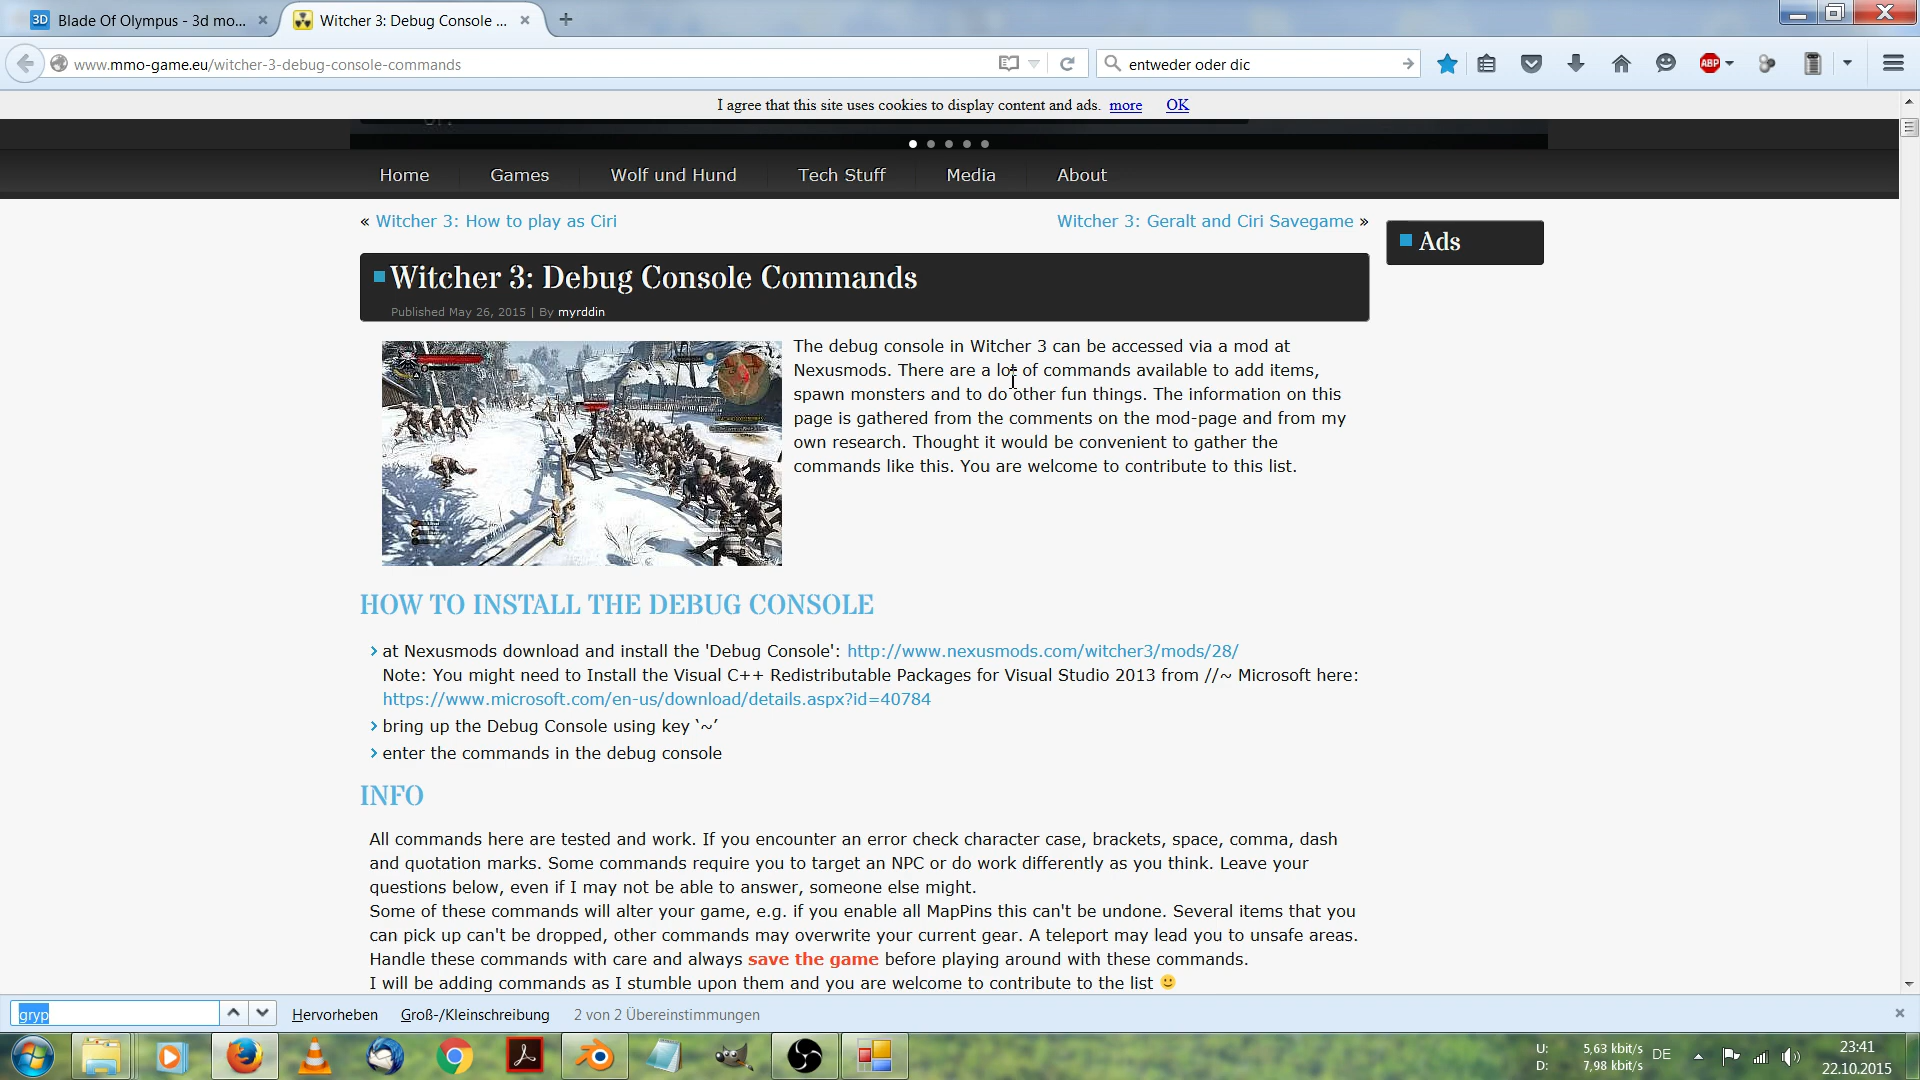 Blade Of Olympus - 3d mo...
Witcher 3: Debug Console ...
www.mmo-game.eu/witcher-3-debug-console-commands
entweder oder dic
ABP
I agree that this site uses cookies to display content and ads. more OK
Home Games Wolf und Hund Tech Stuff Media About
« Witcher 3: How to play as Ciri
Witcher 3: Geralt and Ciri Savegame »
Ads
Witcher 3: Debug Console Commands
Published May 26, 2015 | By myrddin
The debug console in Witcher 3 can be accessed via a mod at
Nexusmods. There are a lot of commands available to add items,
spawn monsters and to do other fun things. The information on this
page is gathered from the comments on the mod-page and from my
own research. Thought it would be convenient to gather the
commands like this. You are welcome to contribute to this list.
HOW TO INSTALL THE DEBUG CONSOLE
at Nexusmods download and install the 'Debug Console': http://www.nexusmods.com/witcher3/mods/28/
Note: You might need to Install the Visual C++ Redistributable Packages for Visual Studio 2013 from //~ Microsoft here:
https://www.microsoft.com/en-us/download/details.aspx?id=40784
bring up the Debug Console using key ‘~’
enter the commands in the debug console
INFO
All commands here are tested and work. If you encounter an error check character case, brackets, space, comma, dash
and quotation marks. Some commands require you to target an NPC or do work differently as you think. Leave your
questions below, even if I may not be able to answer, someone else might.
Some of these commands will alter your game, e.g. if you enable all MapPins this can't be undone. Several items that you
can pick up can't be dropped, other commands may overwrite your current gear. A teleport may lead you to unsafe areas.
Handle these commands with care and always save the game before playing around with these commands.
I will be adding commands as I stumble upon them and you are welcome to contribute to the list
gryp
Hervorheben Groß-/Kleinschreibung 2 von 2 Übereinstimmungen
U: 5,63 kbit/s
D: 7,98 kbit/s
DE
23:41
22.10.2015